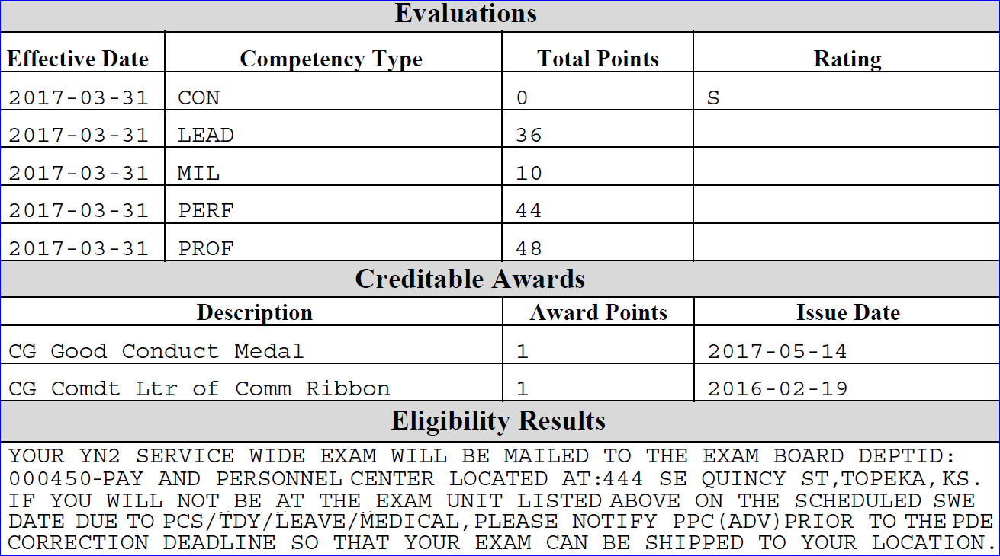 Evaluations
Effective Date Competency Type Total Points Rating
2017-03-31 CON 0 S
2017-03-31 LEAD 36
2017-03-31 MIL 10
2017-03-31 PERF 44
2017-03-31 PROF 48
Creditable Awards
Description Award Points Issue Date
CG Good Conduct Medal 1 2017-05-14
CG Comdt Ltr of Comm Ribbon 1 2016-02-19
Eligibility Results
YOUR YN2 SERVICE WIDE EXAM WILL BE MAILED TO THE EXAM BOARD DEPTID:
000450-PAY AND PERSONNEL CENTER LOCATED AT:444 SE QUINCY ST,TOPEKA,KS.
IF YOU WILL NOT BE AT THE EXAM UNIT LISTED ABOVE ON THE SCHEDULED SWE
DATE DUE TO PCS/TDY/LEAVE/MEDICAL,PLEASE NOTIFY PPC(ADV)PRIOR TO THE PDE
CORRECTION DEADLINE SO THAT YOUR EXAM CAN BE SHIPPED TO YOUR LOCATION.